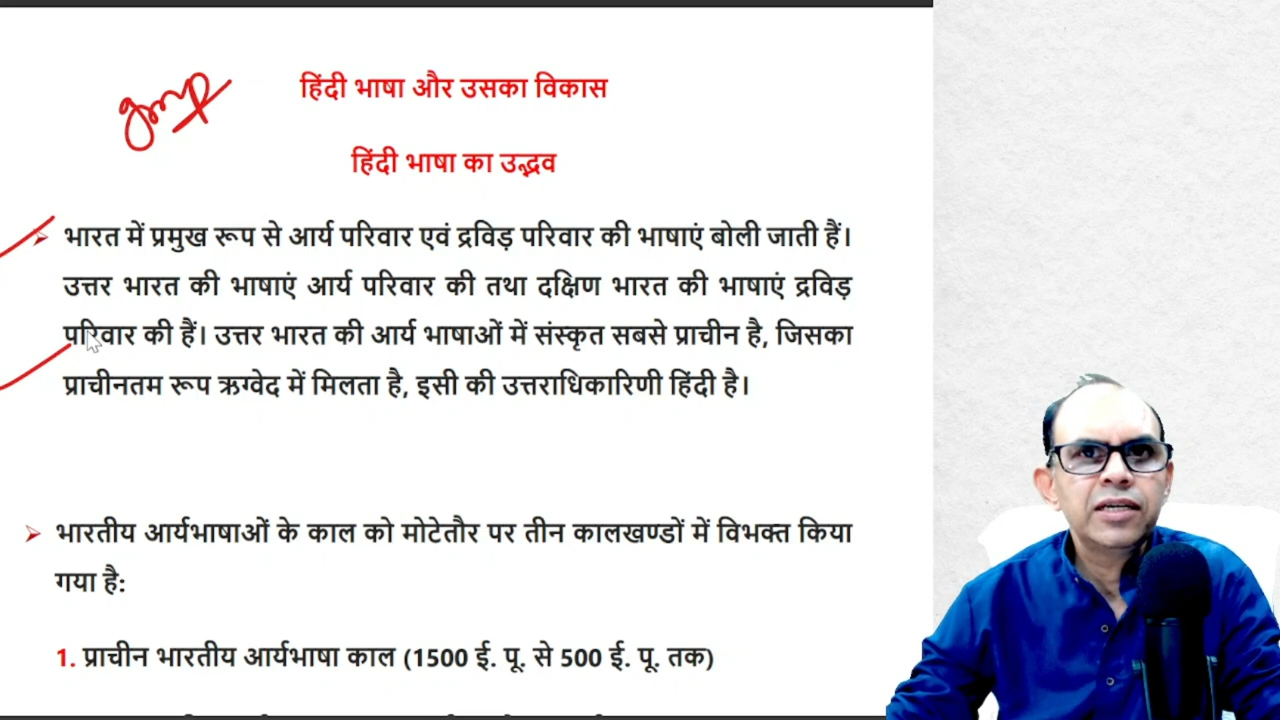 हिंदी भाषा और उसका विकास
imp
हिंदी भाषा का उद्भव
भारत में प्रमुख रूप से आर्य परिवार एवं द्रविड़ परिवार की भाषाएं बोली जाती हैं।
उत्तर भारत की भाषाएं आर्य परिवार की तथा दक्षिण भारत की भाषाएं द्रविड़
परिवार की हैं। उत्तर भारत की आर्य भाषाओं में संस्कृत सबसे प्राचीन है, जिसका
प्राचीनतम रूप ऋग्वेद में मिलता है, इसी की उत्तराधिकारिणी हिंदी है।
भारतीय आर्यभाषाओं के काल को मोटेतौर पर तीन कालखण्डों में विभक्त किया
गया है:
1. प्राचीन भारतीय आर्यभाषा काल (1500 ई. पू. से 500 ई. पू. तक)